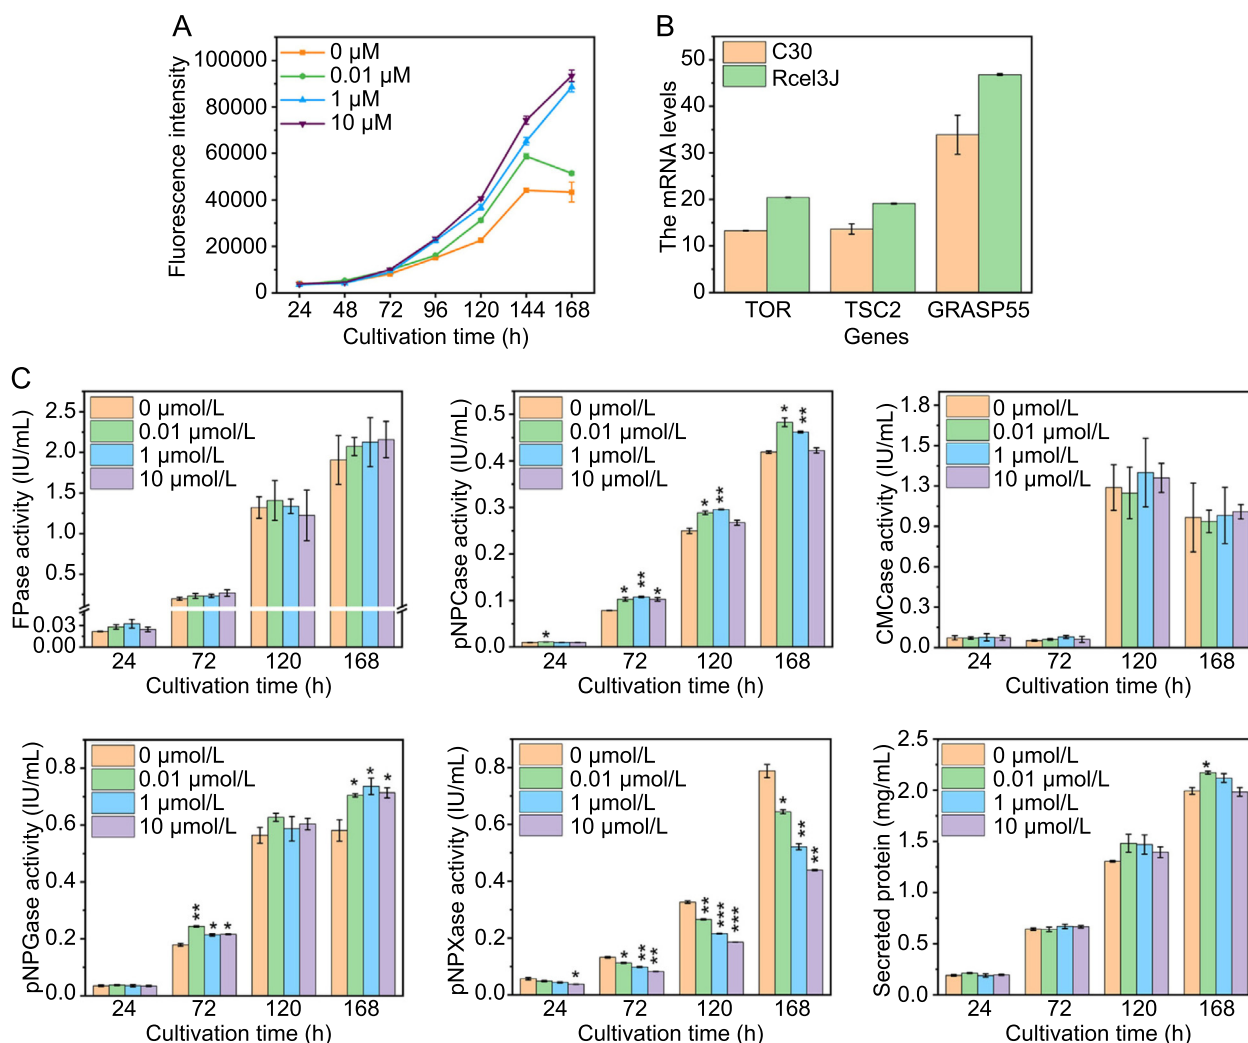 A
Fluorescence intensity
100000
80000
60000
40000
20000
0
0 μM
0.01 μM
1 μM
10 μM
24 48 72 96 120 144 168
Cultivation time (h)
B
The mRNA levels
50
40
30
20
10
0
C30
Rcel3J
TOR TSC2 GRASP55
Genes
C
FPase activity (IU/mL)
2.5
2.0
1.5
1.0
0.5
0.03
0.00
0 μmol/L
0.01 μmol/L
1 μmol/L
10 μmol/L
24 72 120 168
Cultivation time (h)
pNPCase activity (IU/mL)
0.5
0.4
0.3
0.2
0.1
0.0
0 μmol/L
0.01 μmol/L
1 μmol/L
10 μmol/L
*
* ** *
* **
* **
24 72 120 168
Cultivation time (h)
CMCase activity (IU/mL)
1.8
1.5
1.3
0.9
0.6
0.3
0.0
0 μmol/L
0.01 μmol/L
1 μmol/L
10 μmol/L
24 72 120 168
Cultivation time (h)
pNPGase activity (IU/mL)
0.8
0.6
0.4
0.2
0.0
0 μmol/L
0.01 μmol/L
1 μmol/L
10 μmol/L
** * *
* * *
24 72 120 168
Cultivation time (h)
pNPXase activity (IU/mL)
0.8
0.6
0.4
0.2
0.0
0 μmol/L
0.01 μmol/L
1 μmol/L
10 μmol/L
*
* ** **
** *** ***
* ** **
24 72 120 168
Cultivation time (h)
Secreted protein (mg/mL)
2.5
2.0
1.5
1.0
0.5
0.0
0 μmol/L
0.01 μmol/L
1 μmol/L
10 μmol/L
*
24 72 120 168
Cultivation time (h)